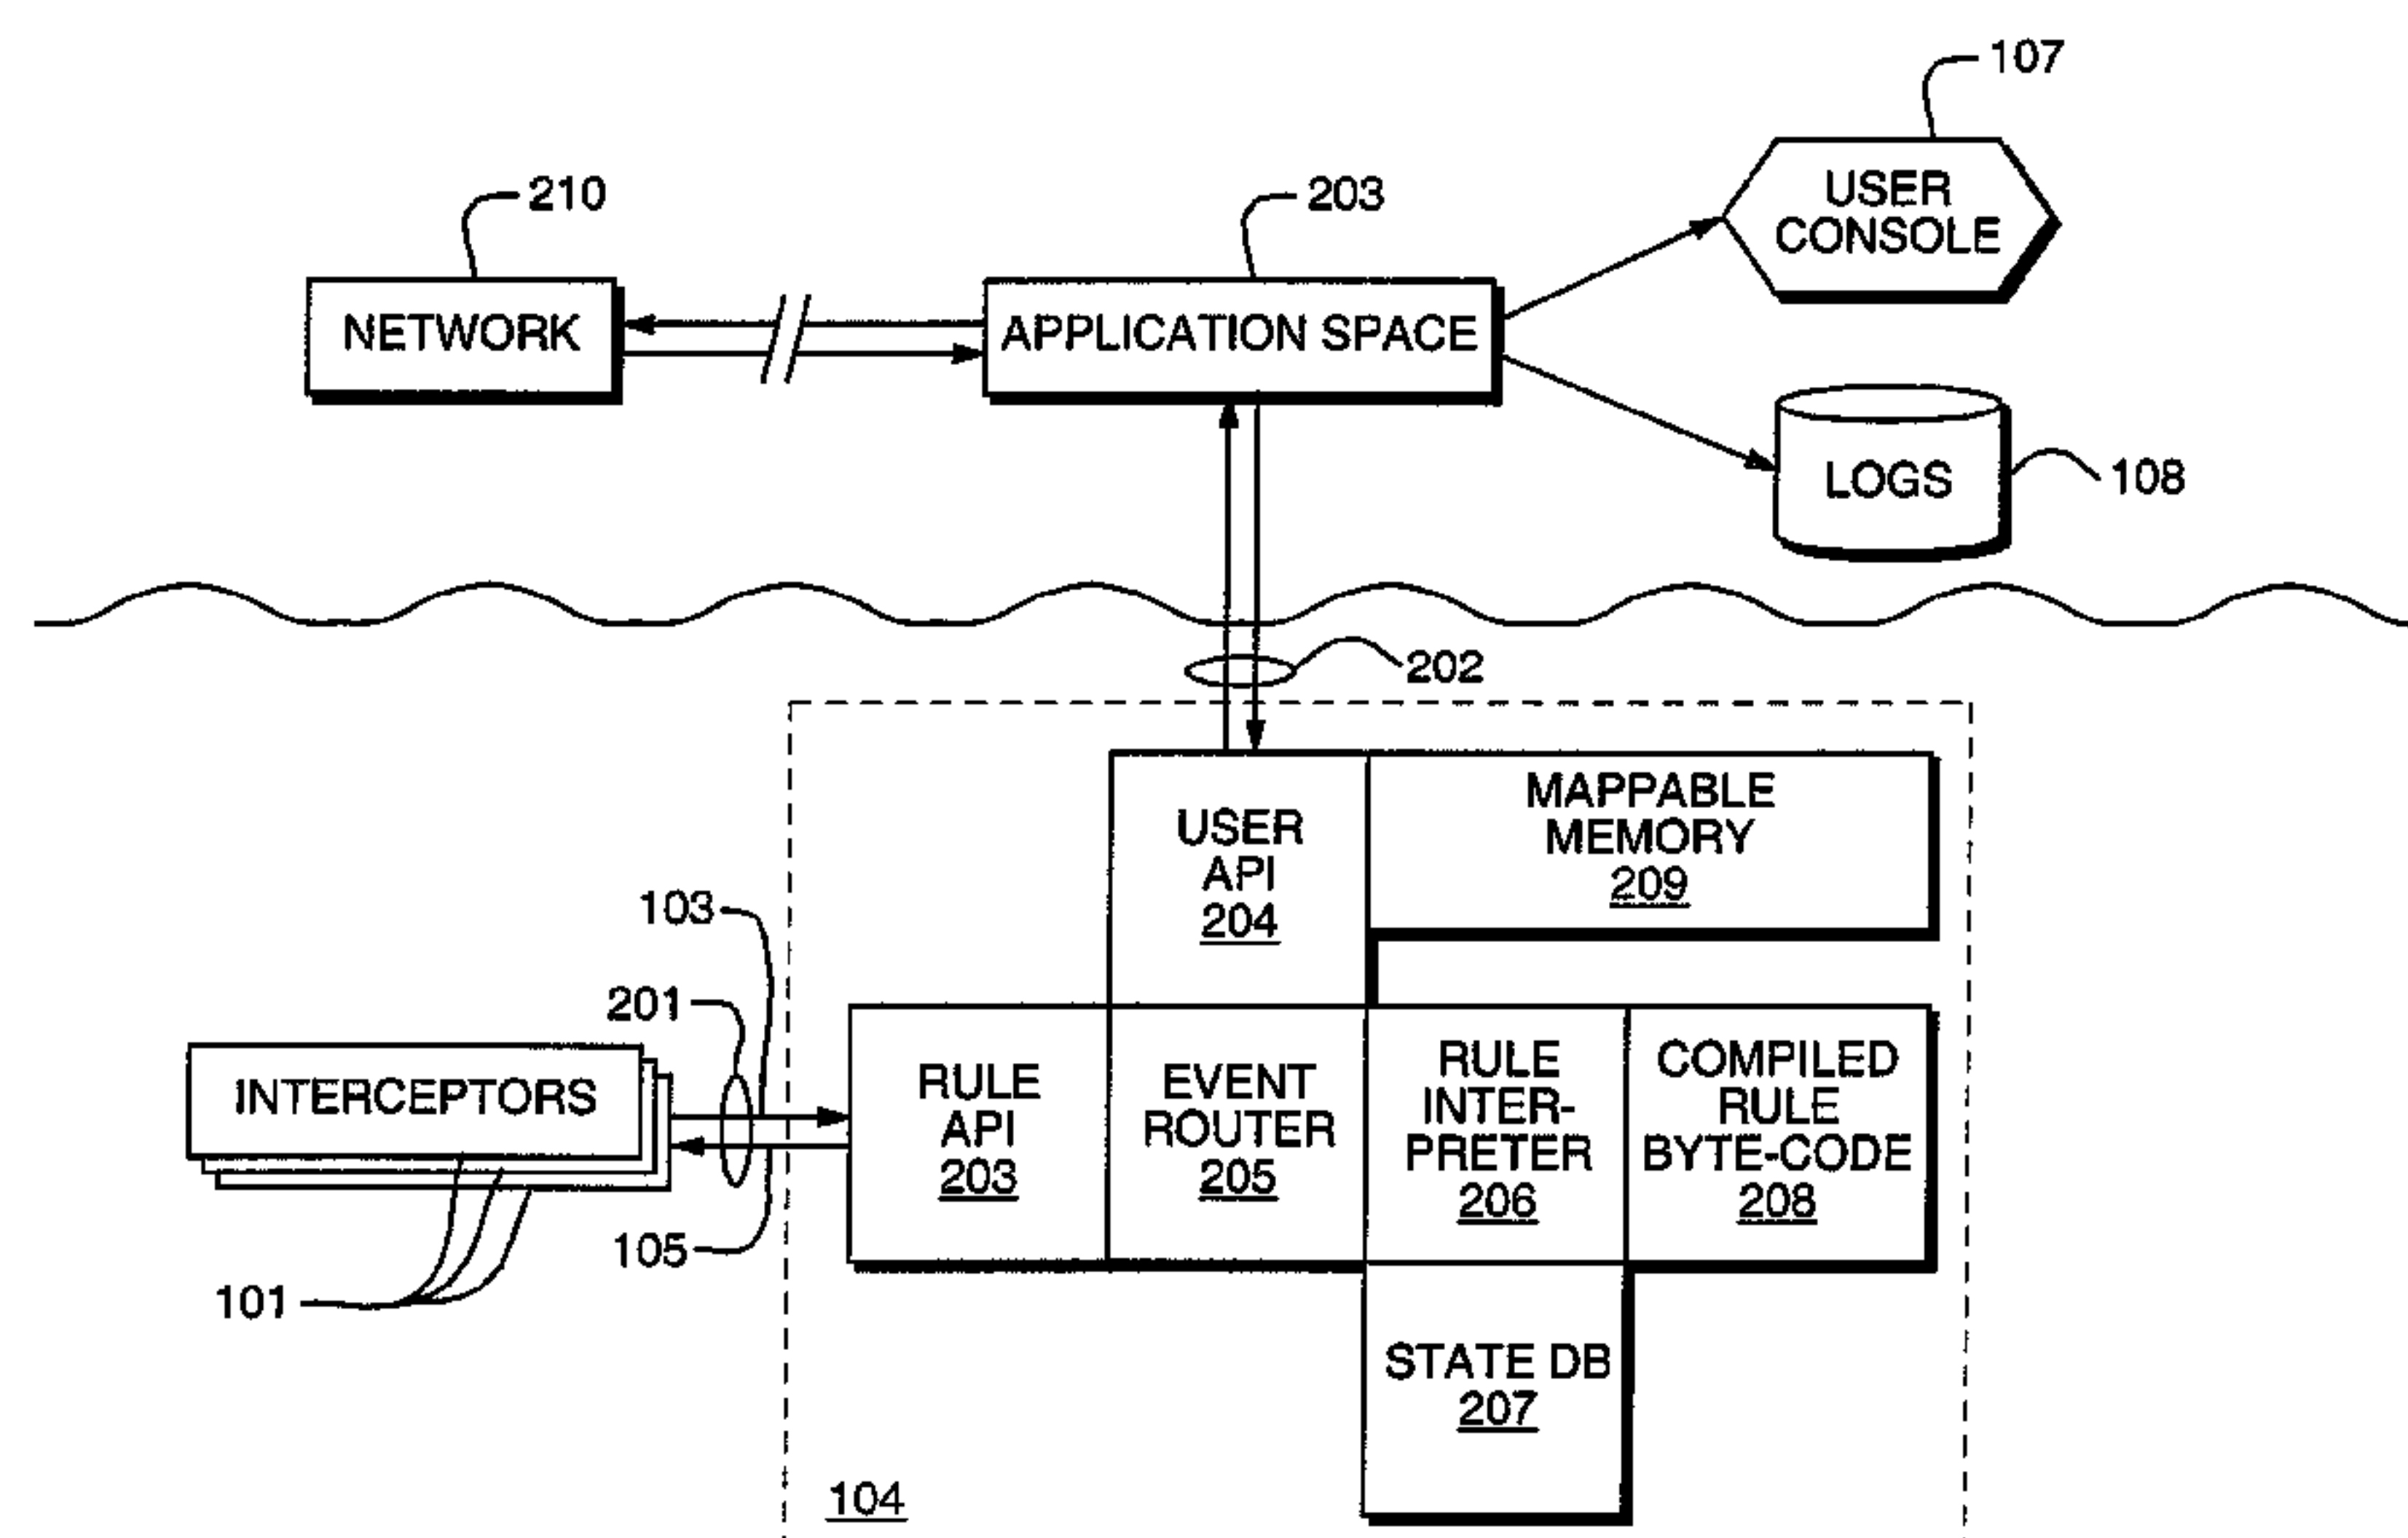 107
USER
CONSOLE
210
203
NETWORK
APPLICATION SPACE
LOGS
108
202
USER
API
204
MAPPABLE
MEMORY
209
103
201
INTERCEPTORS
105
101
RULE
API
203
EVENT
ROUTER
205
RULE
INTER-
PRETER
206
COMPILED
RULE
BYTE-CODE
208
STATE DB
207
104